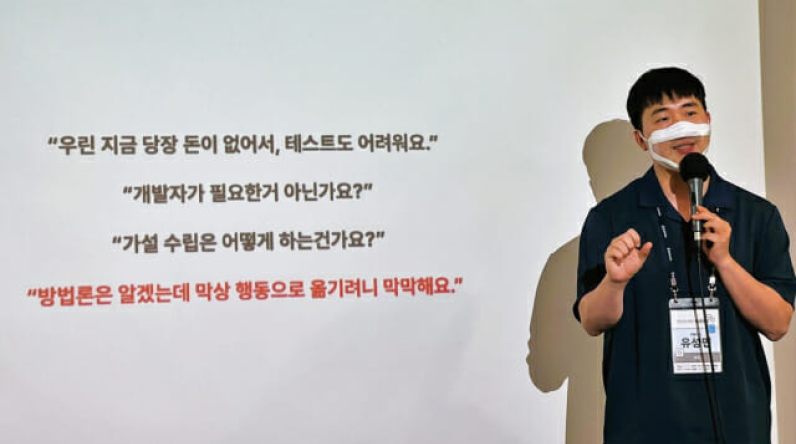 “우린 지금 당장 돈이 없어서, 테스트도 어려워요.”
“개발자가 필요한거 아닌가요?”
“가설 수립은 어떻게 하는건가요?”
“방법론은 알겠는데 막상 행동으로 옮기려니 막막해요.”